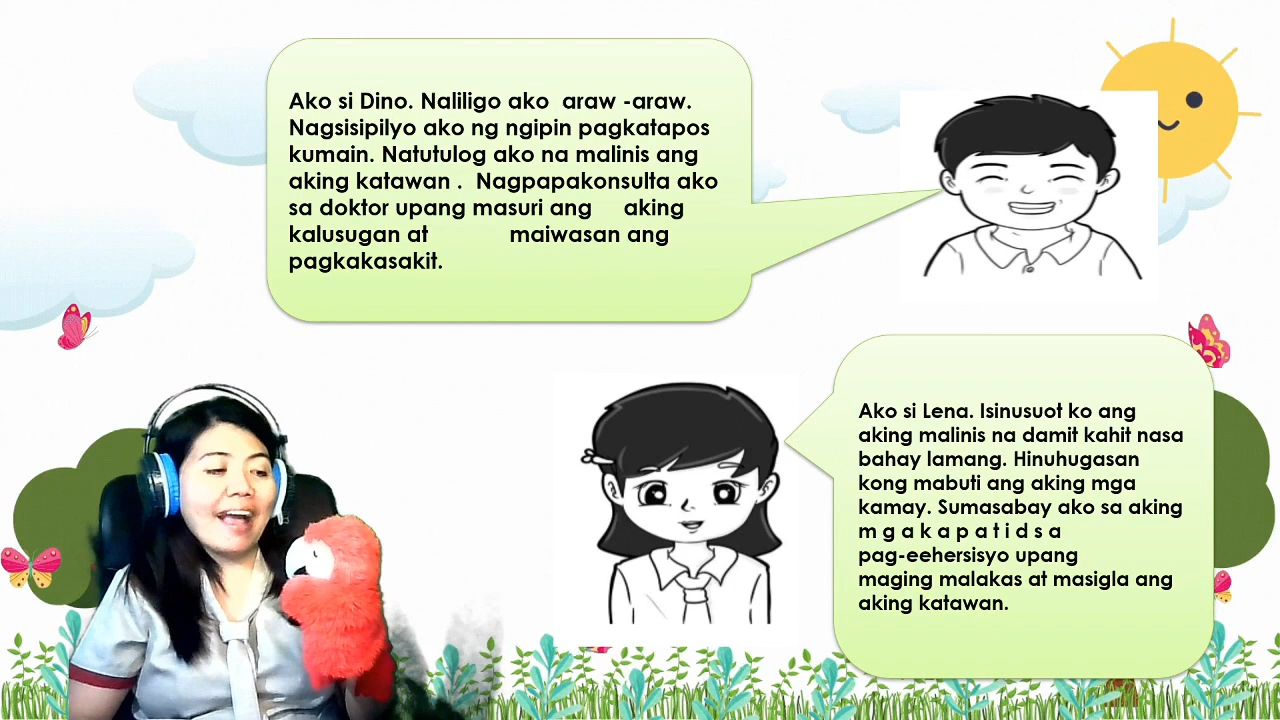 Ako si Dino. Naliligo ako araw -araw.
Nagsisipilyo ako ng ngipin pagkatapos
kumain. Natutulog ako na malinis ang
aking katawan . Nagpapakonsulta ako
sa doktor upang masuri ang aking
kalusugan at maiwasan ang
pagkakasakit.
Ako si Lena. Isinusuot ko ang
aking malinis na damit kahit nasa
bahay lamang. Hinuhugasan
kong mabuti ang aking mga
kamay. Sumasabay ako sa aking
m g a k a p a t i d s a
pag-eehersisyo upang
maging malakas at masigla ang
aking katawan.